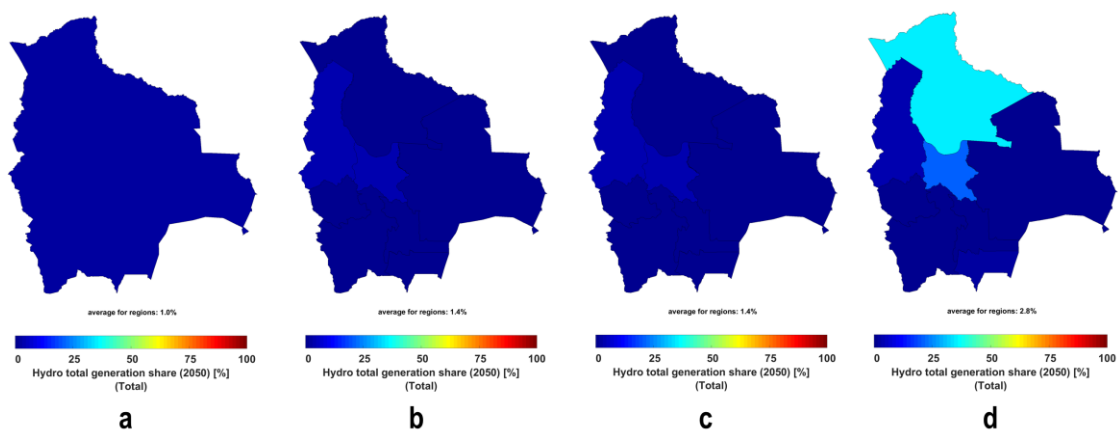 average for regions: 1.0%
average for regions: 1.4%
average for regions: 1.4%
average for regions: 2.8%
0 25 50 75 100
0 25 50 75 100
0 25 50 75 100
0 25 50 75 100
Hydro total generation share (2050) [%]
Hydro total generation share (2050) [%]
Hydro total generation share (2050) [%]
Hydro total generation share (2050) [%]
(Total)
(Total)
(Total)
(Total)
a
b
c
d